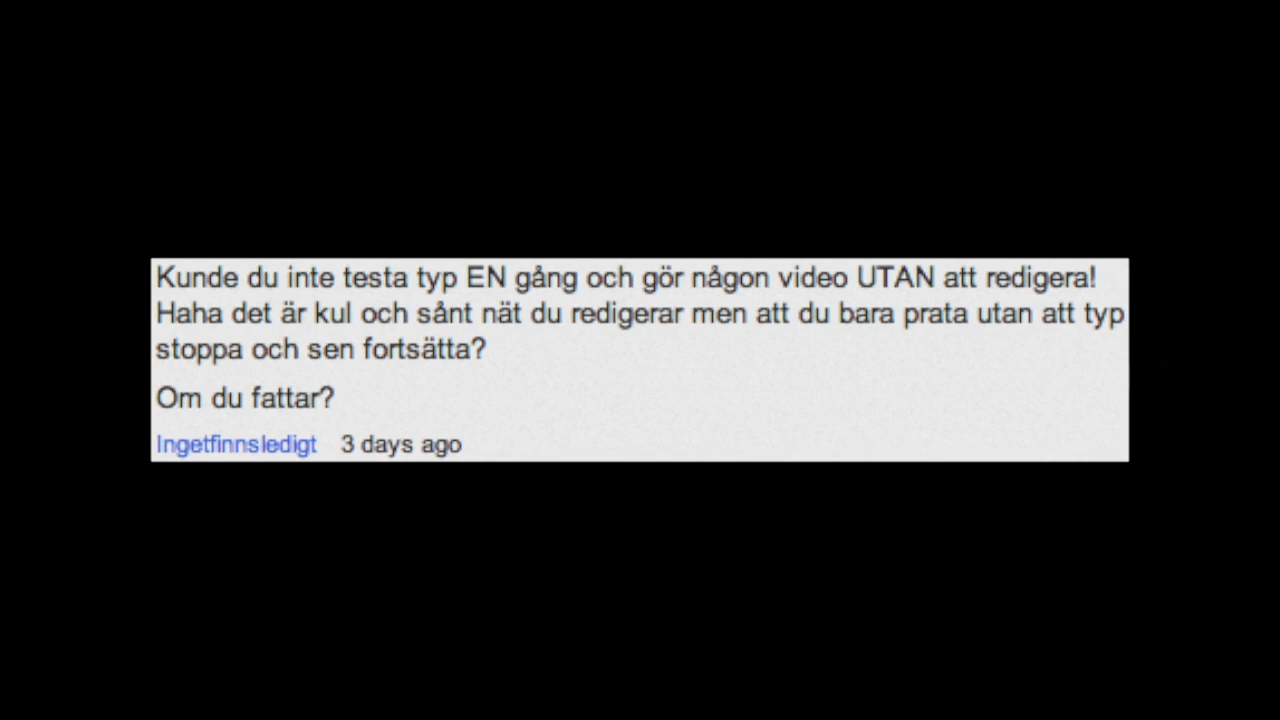 Kunde du inte testa typ EN gång och gör någon video UTAN att redigera!
Haha det är kul och sånt nät du redigerar men att du bara prata utan att typ
stoppa och sen fortsätta?
Om du fattar?
Ingetfinnsledigt 3 days ago